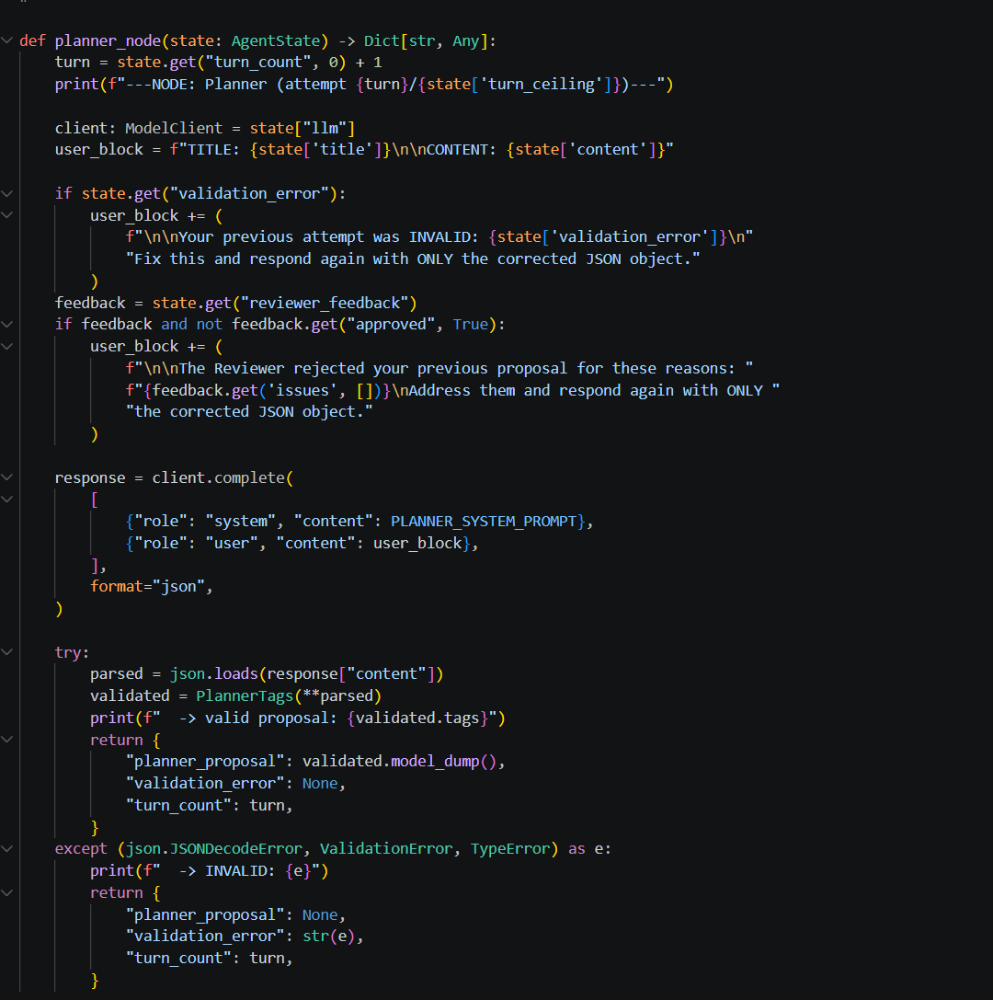 def planner_node(state: AgentState) -> Dict[str, Any]:
    turn = state.get("turn_count", 0) + 1
    print(f"---NODE: Planner (attempt {turn}/{state['turn_ceiling']})---")

    client: ModelClient = state["llm"]
    user_block = f"TITLE: {state['title']}\n\nCONTENT: {state['content']}"

    if state.get("validation_error"):
        user_block += (
            f"\n\nYour previous attempt was INVALID: {state['validation_error']}\n"
            "Fix this and respond again with ONLY the corrected JSON object."
        )
    feedback = state.get("reviewer_feedback")
    if feedback and not feedback.get("approved", True):
        user_block += (
            f"\n\nThe Reviewer rejected your previous proposal for these reasons: "
            f"{feedback.get('issues', [])}\nAddress them and respond again with ONLY "
            "the corrected JSON object."
        )

    response = client.complete(
        [
            {"role": "system", "content": PLANNER_SYSTEM_PROMPT},
            {"role": "user", "content": user_block},
        ],
        format="json",
    )

    try:
        parsed = json.loads(response["content"])
        validated = PlannerTags(**parsed)
        print(f"  -> valid proposal: {validated.tags}")
        return {
            "planner_proposal": validated.model_dump(),
            "validation_error": None,
            "turn_count": turn,
        }
    except (json.JSONDecodeError, ValidationError, TypeError) as e:
        print(f"  -> INVALID: {e}")
        return {
            "planner_proposal": None,
            "validation_error": str(e),
            "turn_count": turn,
        }